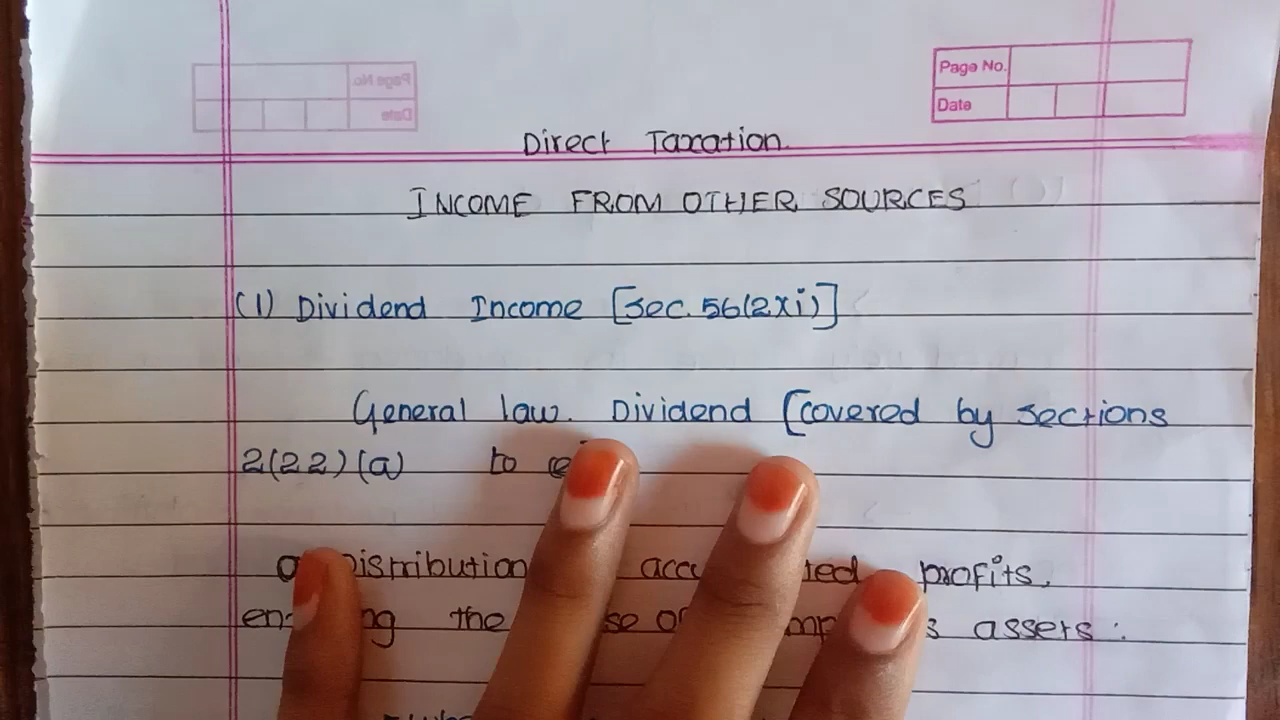 Page No.
Date
Direct Taxation
INCOME FROM OTHER SOURCES
(1) Dividend Income [Sec. 56(2)(i)]
General law. Dividend [covered by sections
2(22)(a) to
Distribution profits.
the assets :